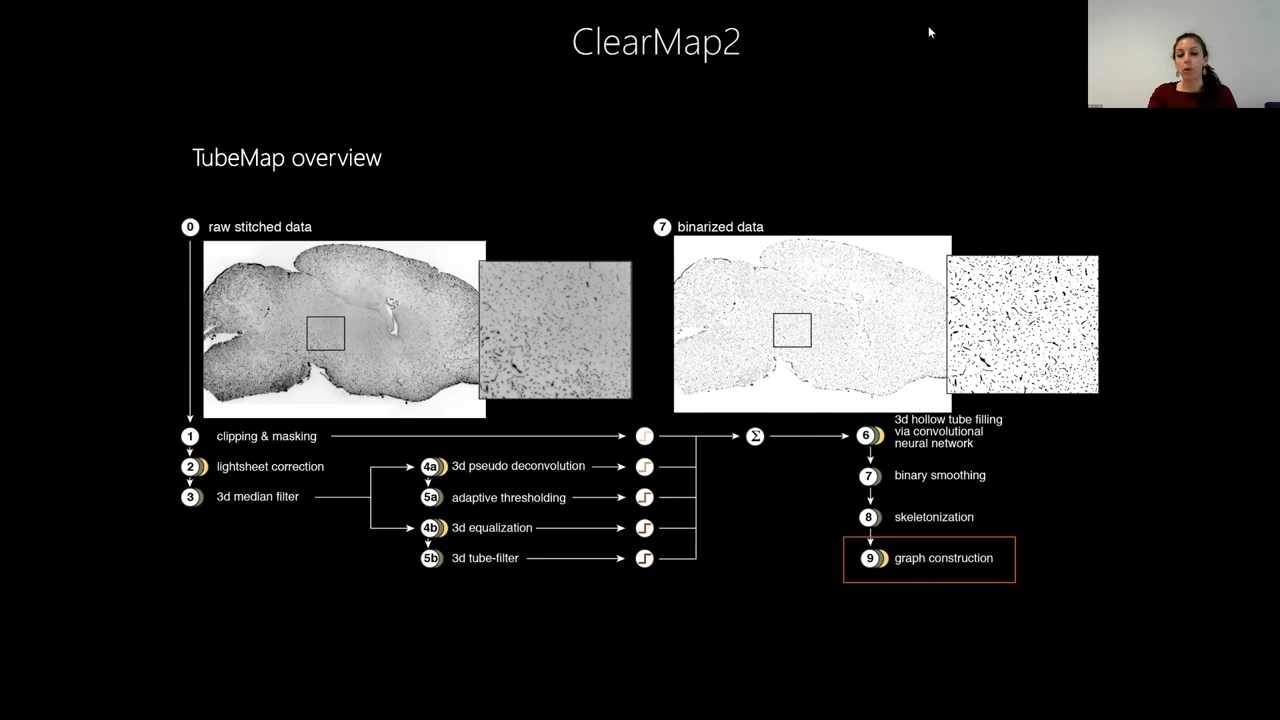 ClearMap2
TubeMap overview
0 raw stitched data
7 binarized data
1 clipping & masking
2 lightsheet correction
3 3d median filter
4a 3d pseudo deconvolution
5a adaptive thresholding
4b 3d equalization
5b 3d tube-filter
Σ
6 3d hollow tube filling
via convolutional
neural network
7 binary smoothing
8 skeletonization
9 graph construction